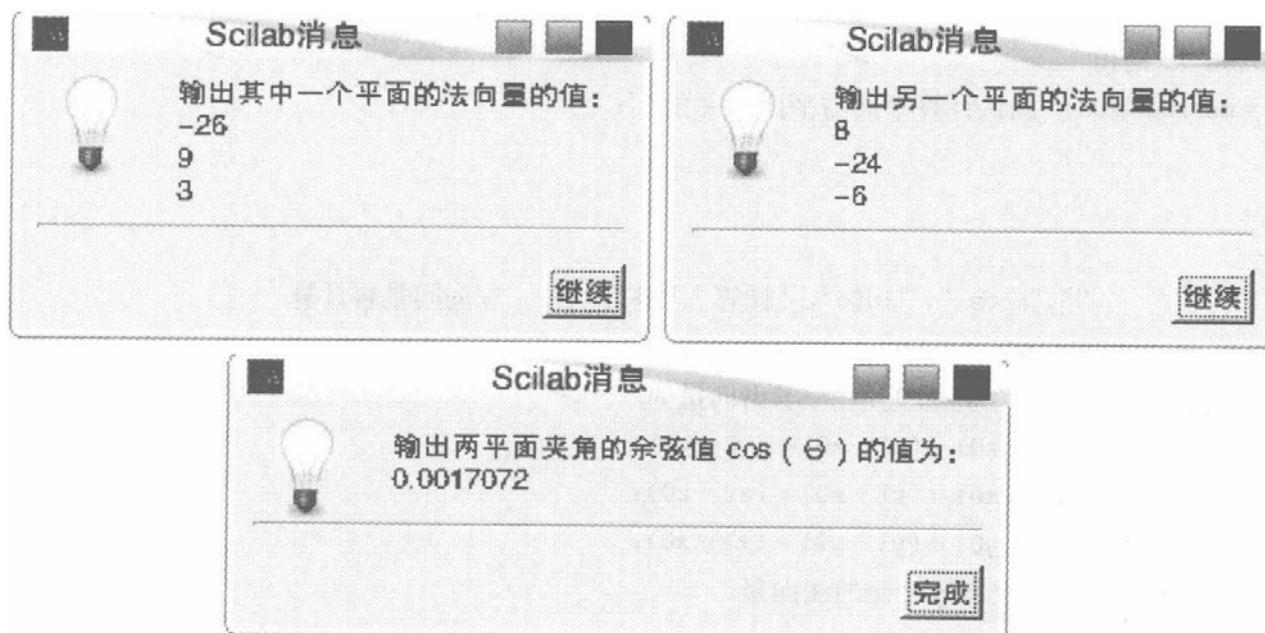 Scilab消息
输出其中一个平面的法向量的值：
-26
9
3
继续
Scilab消息
输出另一个平面的法向量的值：
8
-24
-6
继续
Scilab消息
输出两平面夹角的余弦值 cos ( Θ ) 的值为：
0.0017072
完成